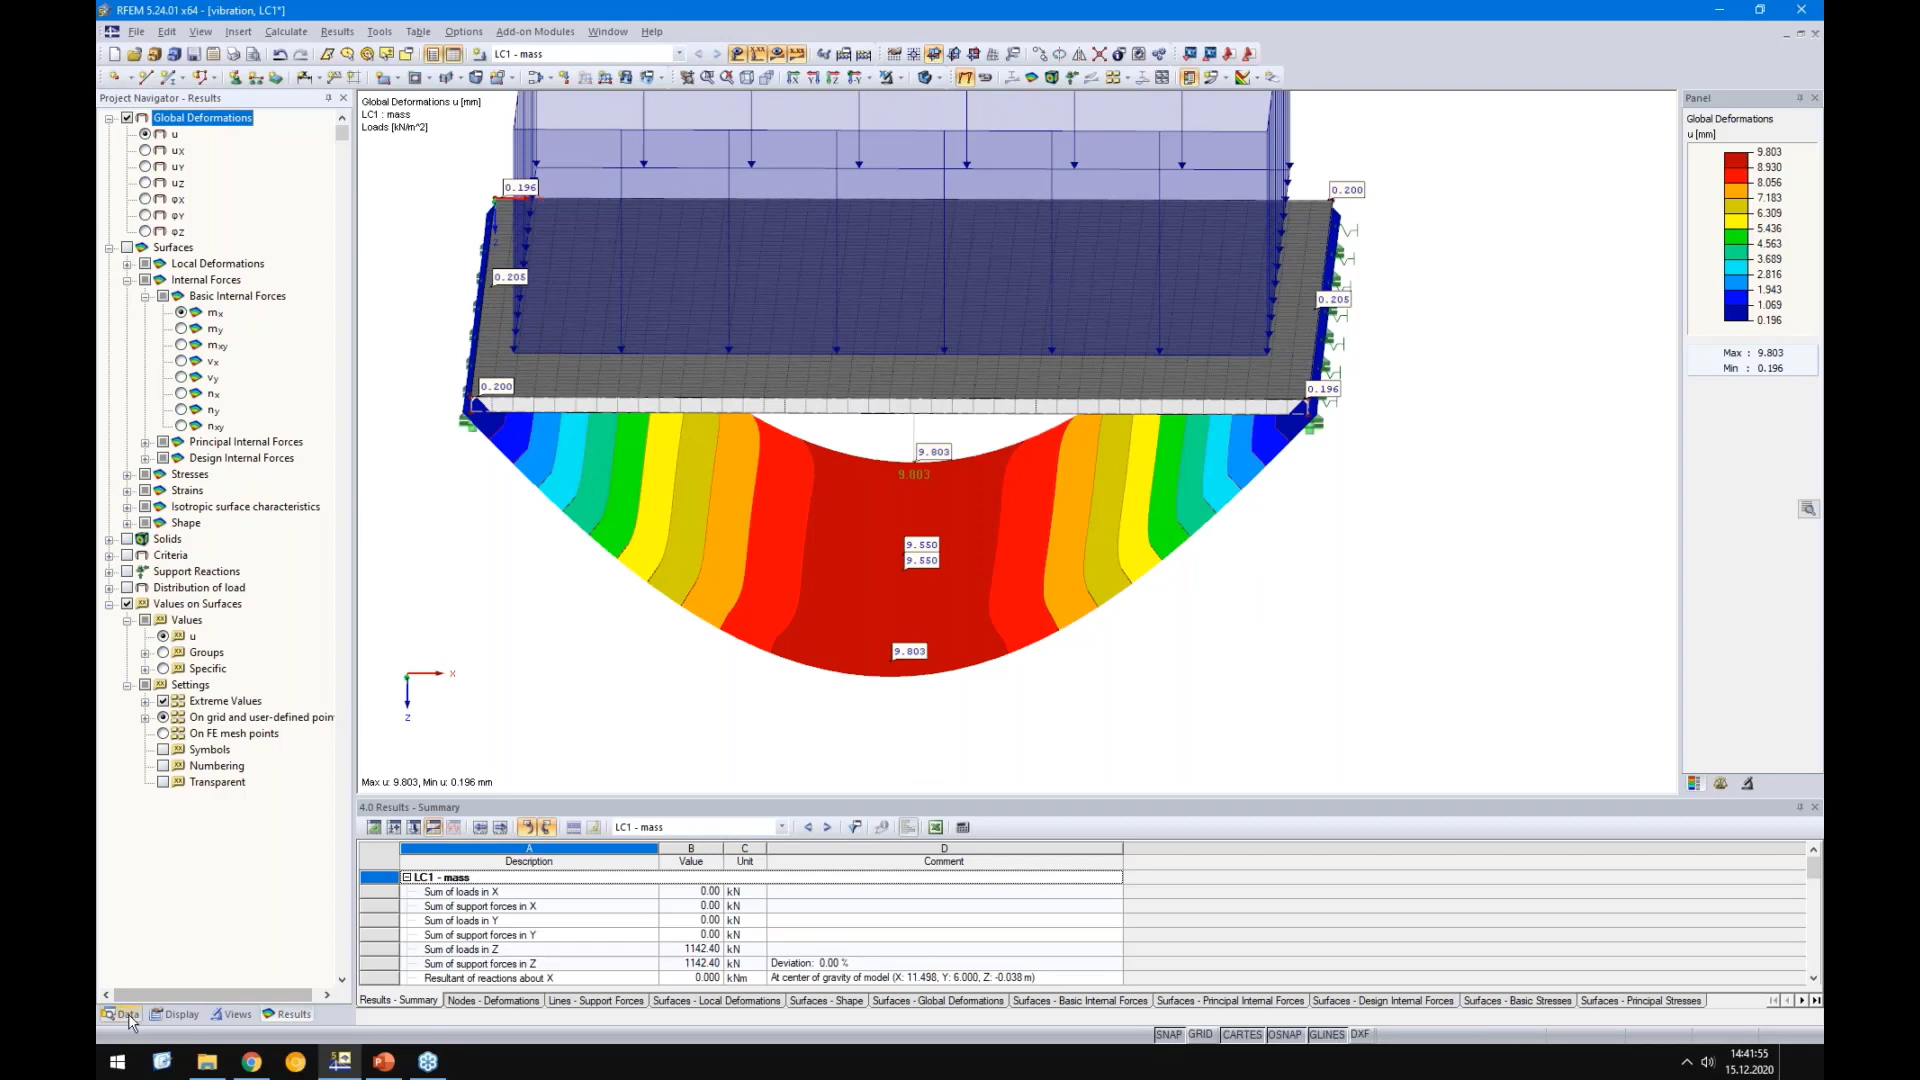 RFEM 5.24.01 x64 - [vibration, LC1*]
File Edit View Insert Calculate Results Tools Table Options Add-on Modules Window Help
LC1 - mass
Project Navigator - Results
Global Deformations
u
uX
uY
uZ
φX
φY
φZ
Surfaces
Local Deformations
Internal Forces
Basic Internal Forces
mx
my
mxy
vx
vy
nx
ny
nxy
Principal Internal Forces
Design Internal Forces
Stresses
Strains
Isotropic surface characteristics
Shape
Solids
Criteria
Support Reactions
Distribution of load
Values on Surfaces
Values
u
Groups
Specific
Settings
Extreme Values
On grid and user-defined poin
On FE mesh points
Symbols
Numbering
Transparent
Data Display Views Results
Global Deformations u [mm]
LC1 : mass
Loads [kN/m^2]
0.196
0.200
Z
0.205
0.205
0.200
0.196
9.803
9.803
9.550
9.550
9.803
X
Z
Max u: 9.803, Min u: 0.196 mm
Panel
Global Deformations
u [mm]
9.803
8.930
8.056
7.183
6.309
5.436
4.563
3.689
2.816
1.943
1.069
0.196
Max : 9.803
Min : 0.196
4.0 Results - Summary
LC1 - mass
A B C D
Description Value Unit Comment
LC1 - mass
Sum of loads in X 0.00 kN
Sum of support forces in X 0.00 kN
Sum of loads in Y 0.00 kN
Sum of support forces in Y 0.00 kN
Sum of loads in Z 1142.40 kN
Sum of support forces in Z 1142.40 kN Deviation: 0.00 %
Resultant of reactions about X 0.000 kNm At center of gravity of model (X: 11.498, Y: 6.000, Z: -0.038 m)
Results - Summary Nodes - Deformations Lines - Support Forces Surfaces - Local Deformations Surfaces - Shape Surfaces - Global Deformations Surfaces - Basic Internal Forces Surfaces - Principal Internal Forces Surfaces - Design Internal Forces Surfaces - Basic Stresses Surfaces - Principal Stresses
SNAP GRID CARTES OSNAP GLINES DXF
14:41:55
15.12.2020